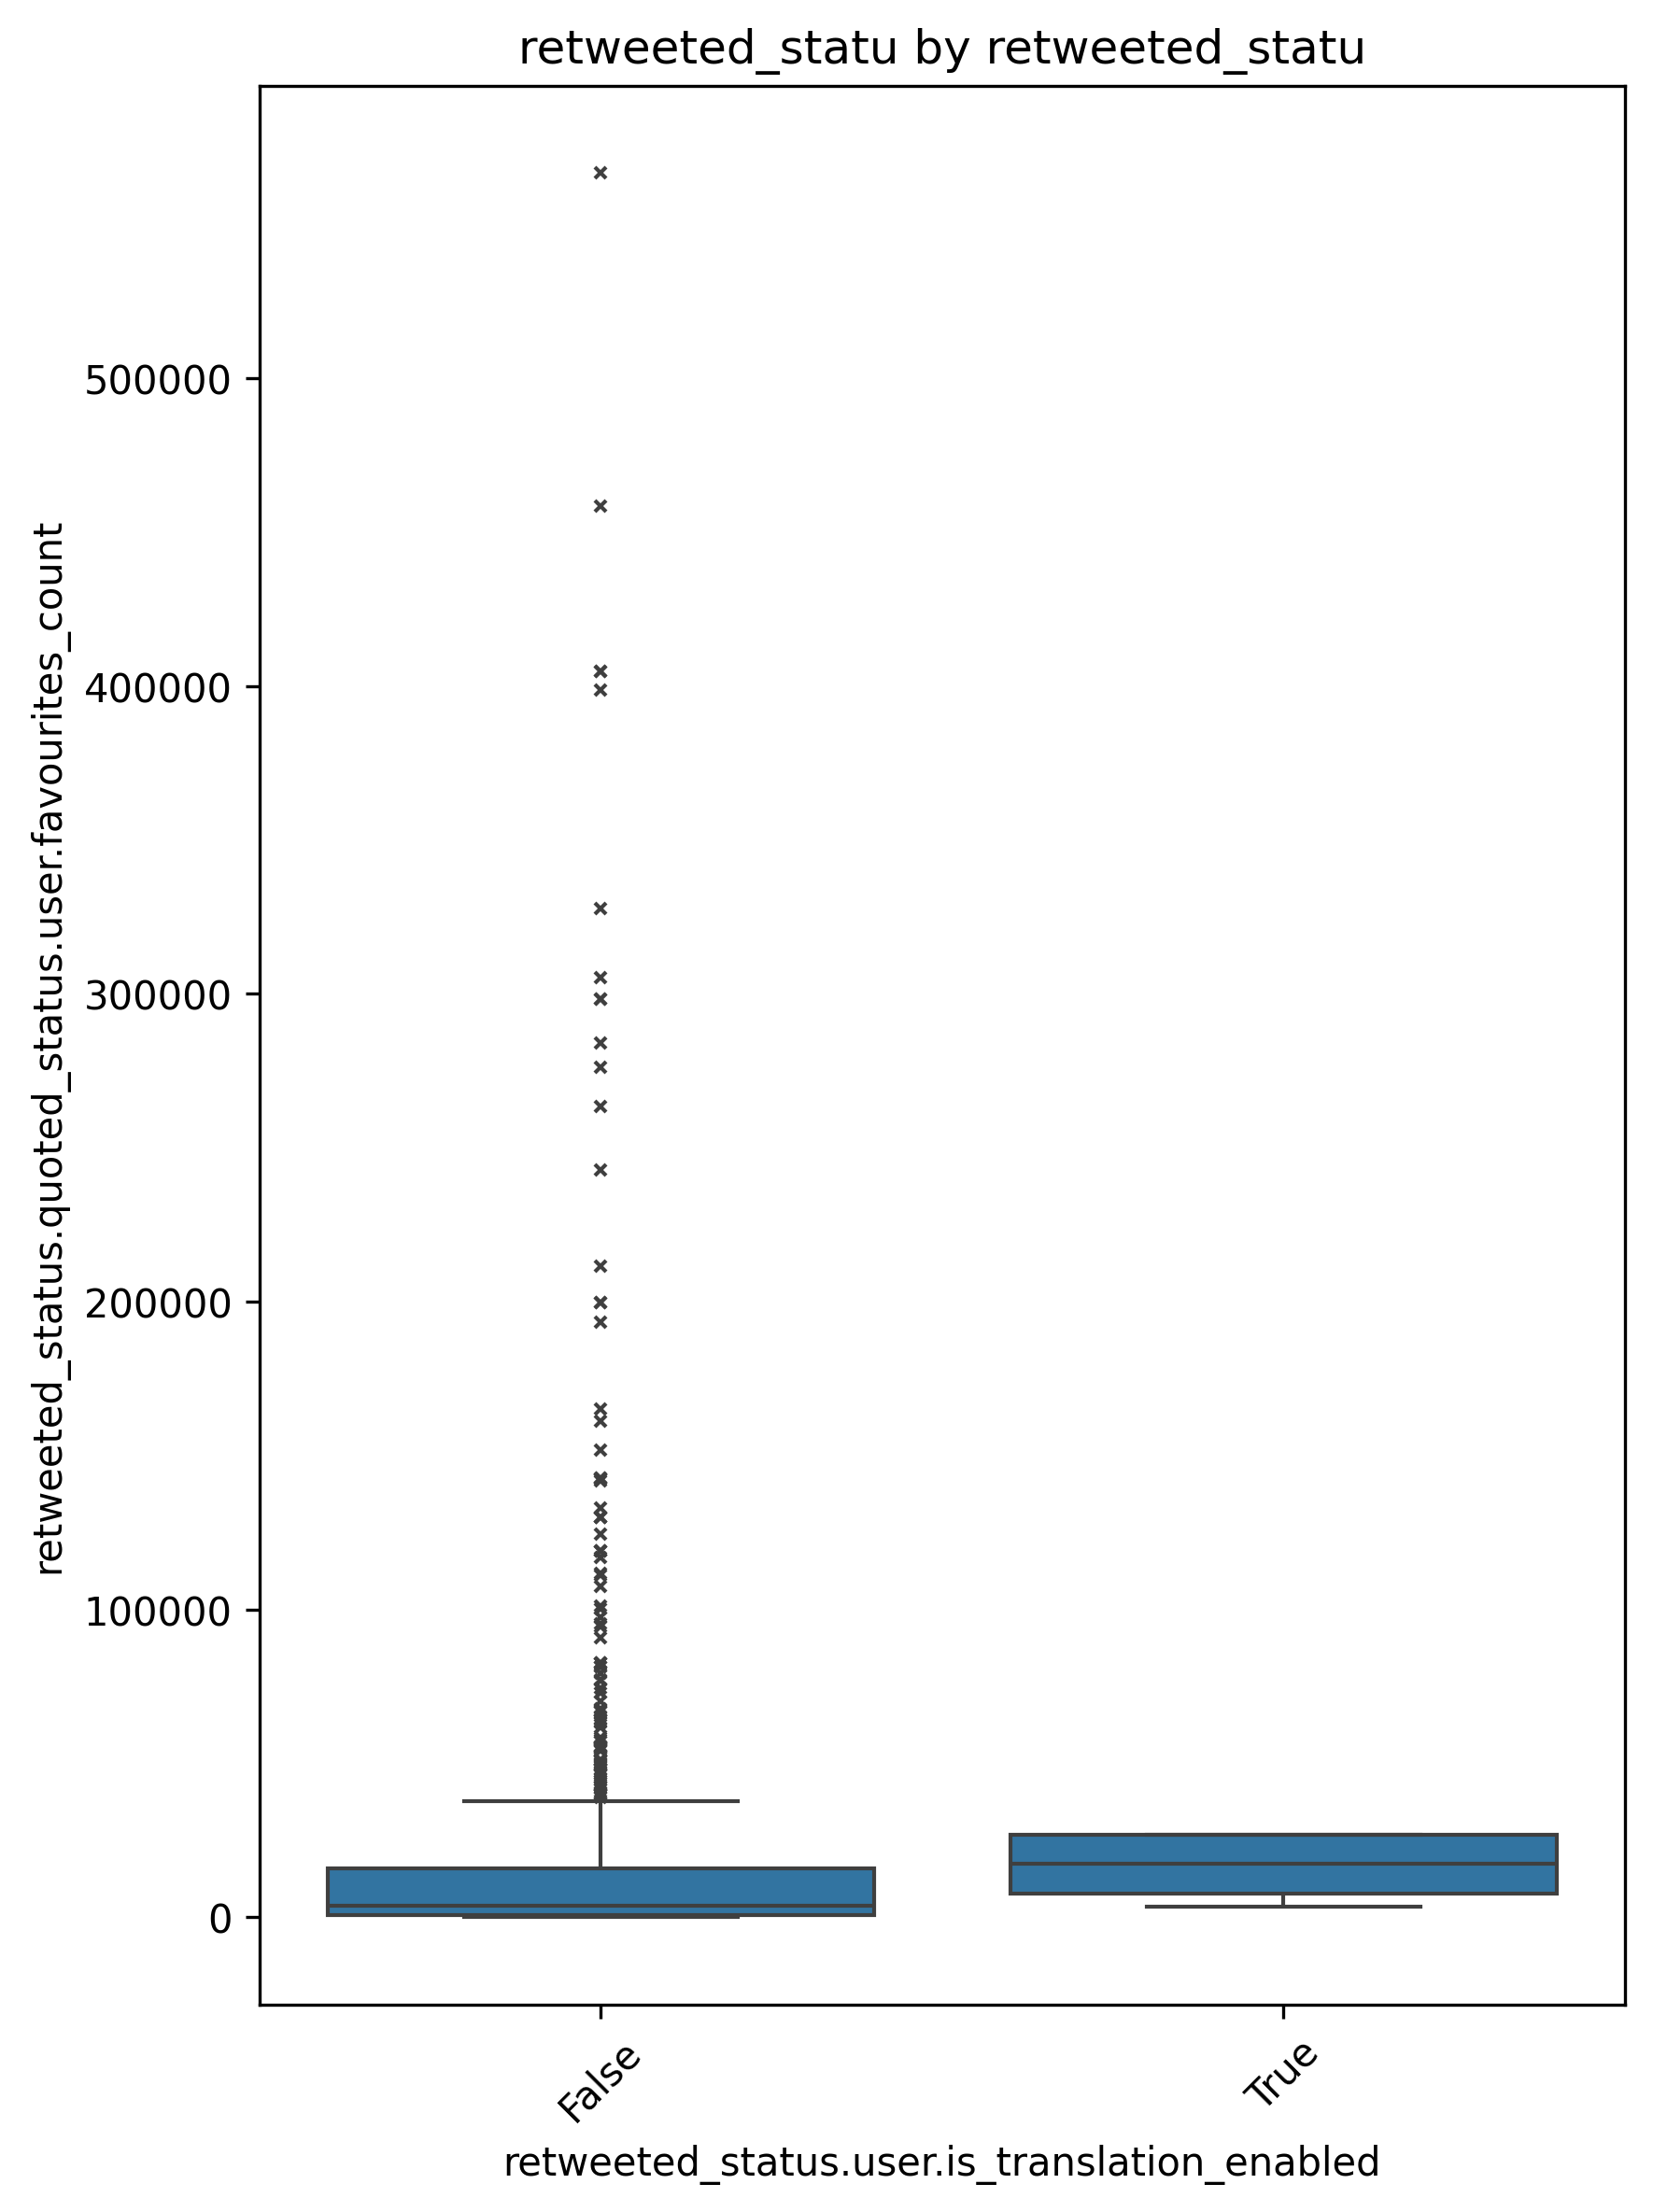 retweeted_statu by retweeted_statu
retweeted_status.quoted_status.user.favourites_count
500000
400000
300000
200000
100000
0
False
True
retweeted_status.user.is_translation_enabled